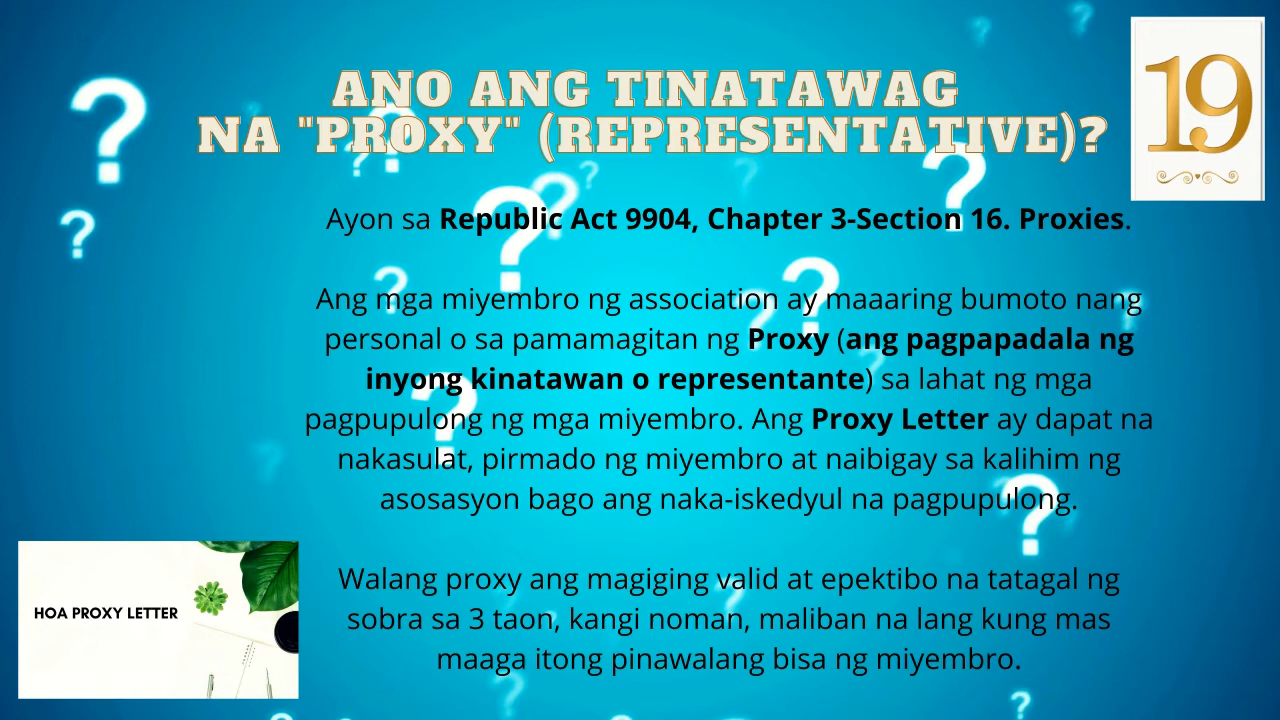 ANO ANG TINATAWAG
NA "PROXY" (REPRESENTATIVE)?
19
Ayon sa Republic Act 9904, Chapter 3-Section 16. Proxies.
Ang mga miyembro ng association ay maaaring bumoto nang
personal o sa pamamagitan ng Proxy (ang pagpapadala ng
inyong kinatawan o representante) sa lahat ng mga
pagpupulong ng mga miyembro. Ang Proxy Letter ay dapat na
nakasulat, pirmado ng miyembro at naibigay sa kalihim ng
asosasyon bago ang naka-iskedyul na pagpupulong.
Walang proxy ang magiging valid at epektibo na tatagal ng
sobra sa 3 taon, kangi noman, maliban na lang kung mas
maaga itong pinawalang bisa ng miyembro.
HOA PROXY LETTER